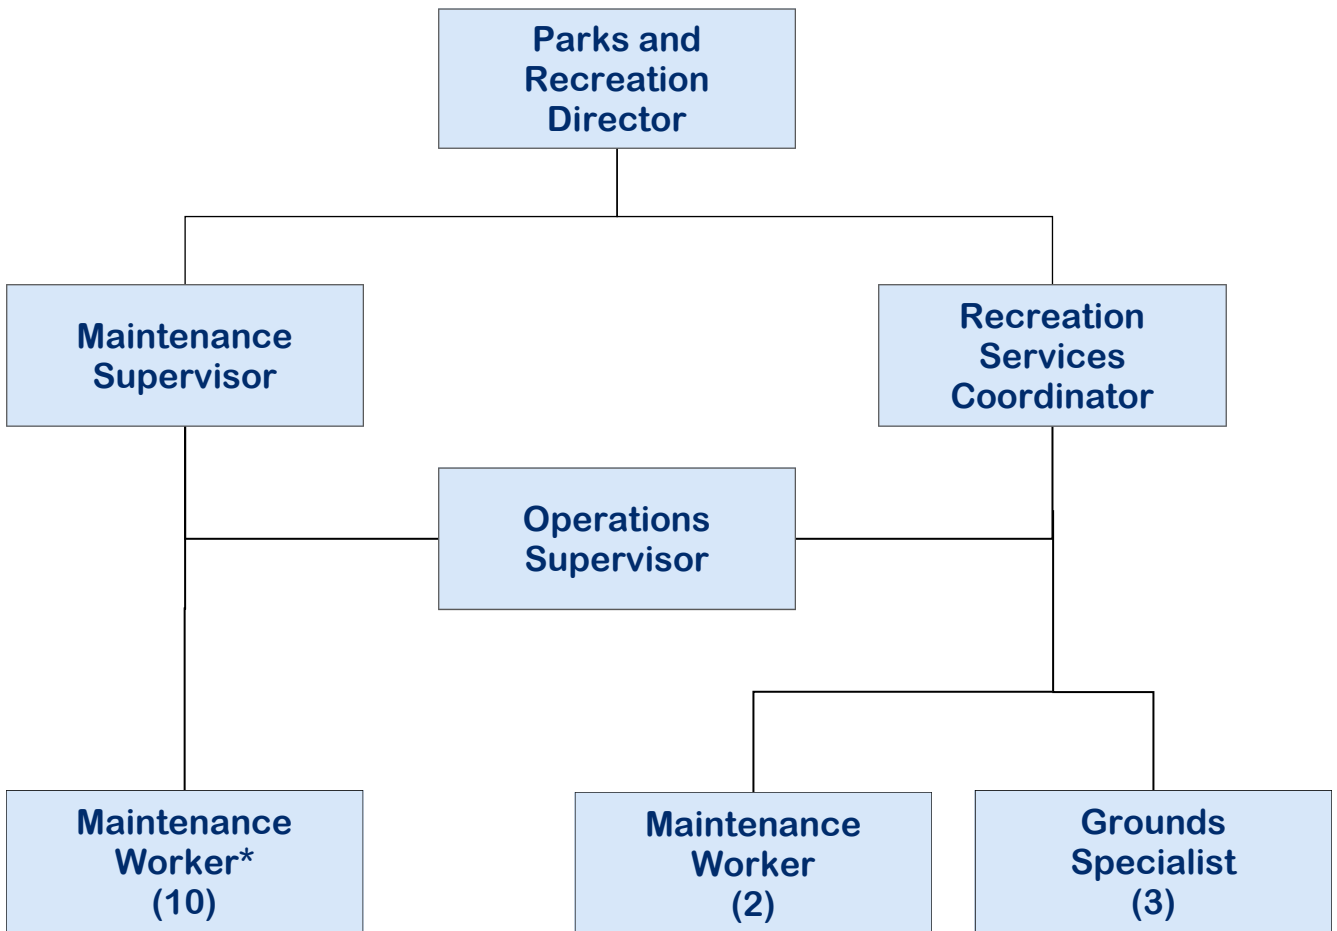 Parks and
Recreation
Director
Maintenance
Supervisor
Recreation
Services
Coordinator
Operations
Supervisor
Maintenance
Worker*
(10)
Maintenance
Worker
(2)
Grounds
Specialist
(3)